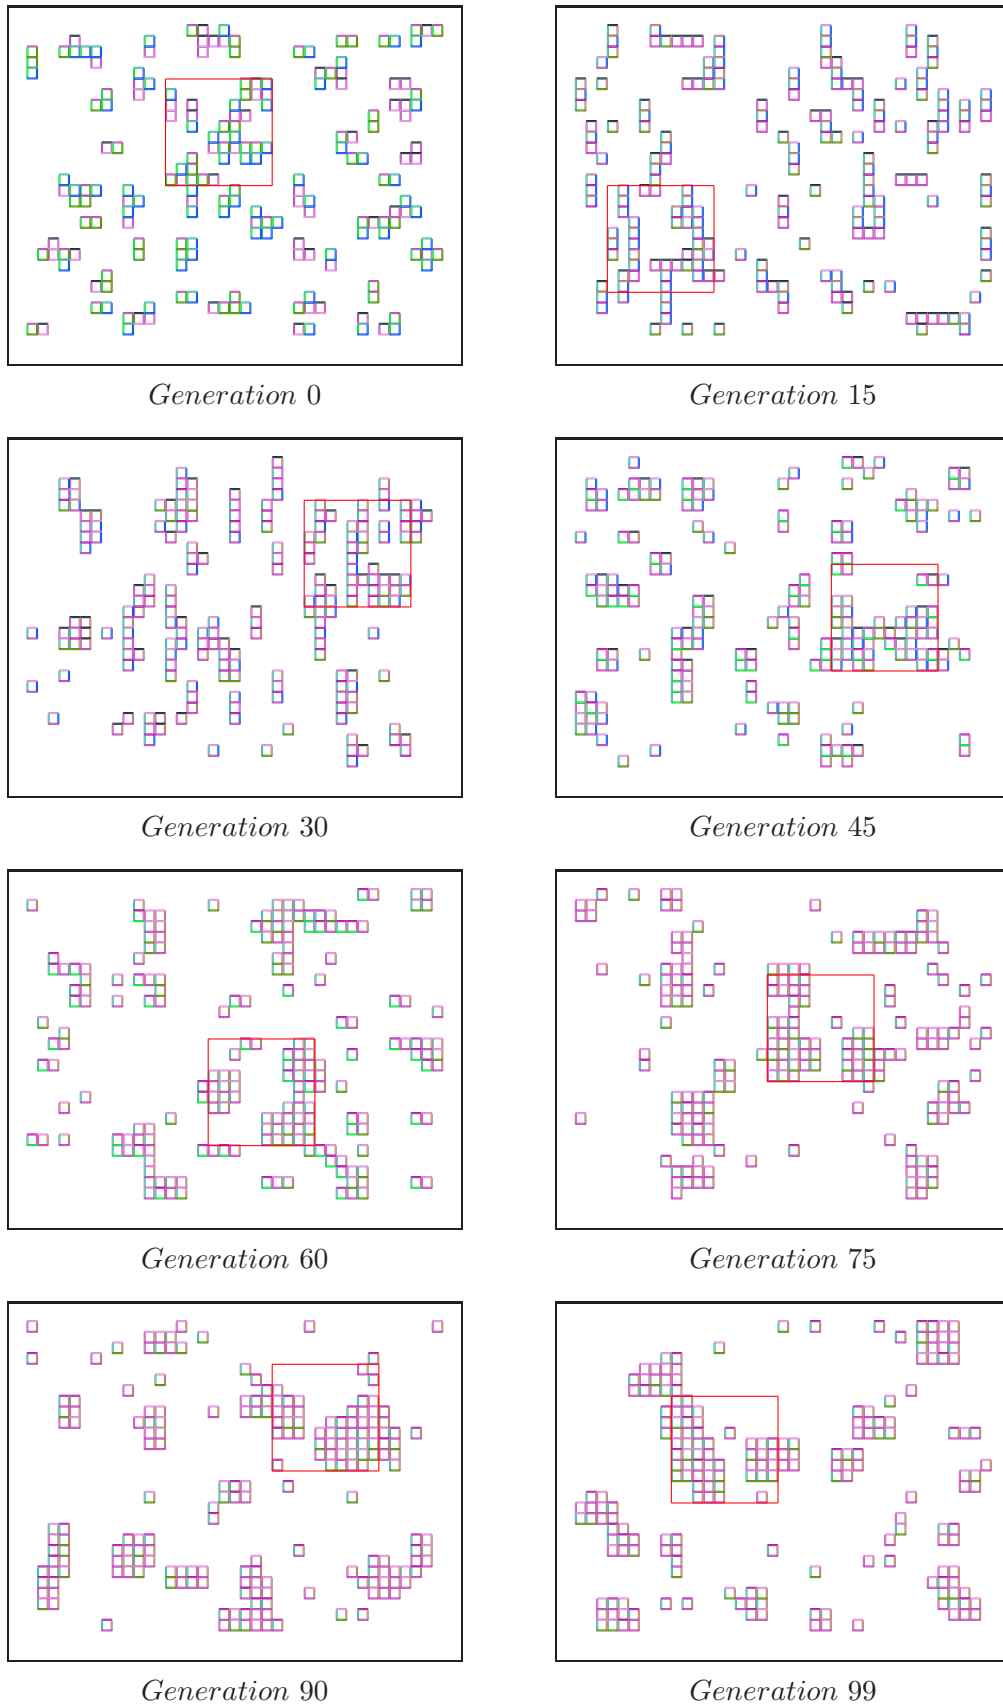 Generation 0
Generation 15
Generation 30
Generation 45
Generation 60
Generation 75
Generation 90
Generation 99